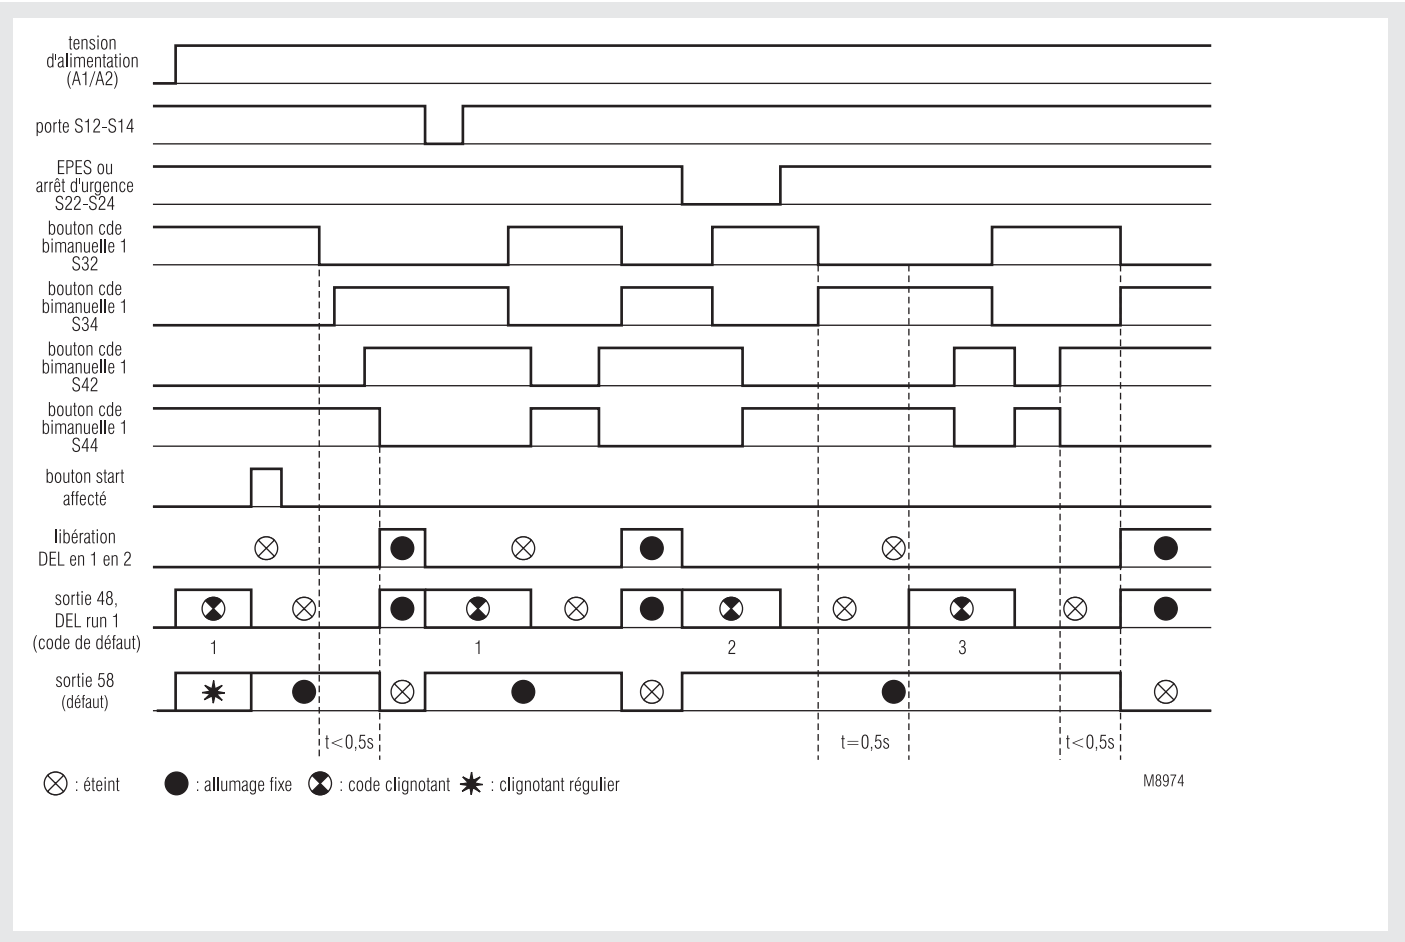 tension
d'alimentation
(A1/A2)
porte S12-S14
EPES ou
arrêt d'urgence
S22-S24
bouton cde
bimanuelle 1
S32
bouton cde
bimanuelle 1
S34
bouton cde
bimanuelle 1
S42
bouton cde
bimanuelle 1
S44
bouton start
affecté
libération
DEL en 1 en 2
sortie 48,
DEL run 1
(code de défaut)
1
1
2
3
sortie 58
(défaut)
t<0,5s
t=0,5s
t<0,5s
: éteint
: allumage fixe
: code clignotant
: clignotant régulier
M8974